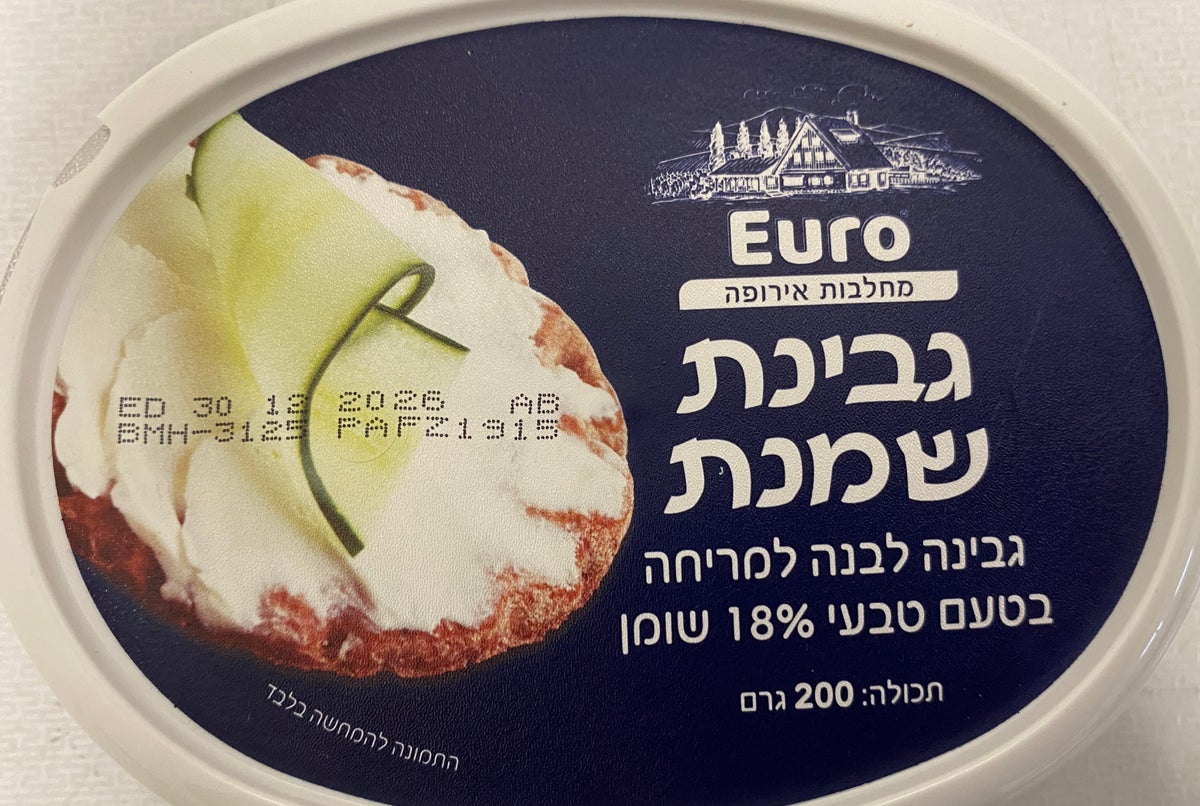 Euro
מחלבות אירופה
גבינת
שמנת
גבינה לבנה למריחה
בטעם טבעי 18% שומן
תכולה: 200 גרם
ED 30 12 2026 AB
BMH-3125 PAFZ1915
התמונה להמחשה בלבד